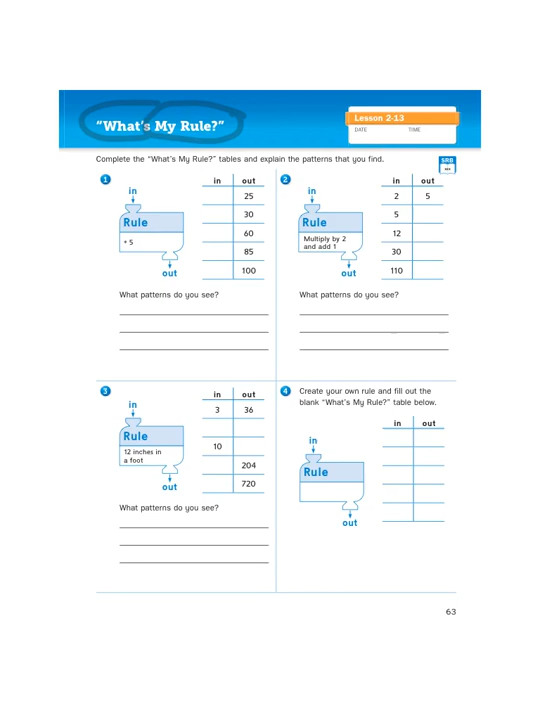 "What's My Rule?"
Lesson 2-13
DATE TIME
Complete the "What's My Rule?" tables and explain the patterns that you find.
SRB
1
in
Rule
out
in out
25
30
60
85
100
What patterns do you see?
2
in
Rule
Multiply by 2
and add 1
out
in out
2 5
5
12
30
110
What patterns do you see?
3
in
Rule
12 inches in
a foot
out
in out
3 36
10
204
720
What patterns do you see?
4
Create your own rule and fill out the
blank "What's My Rule?" table below.
in
Rule
out
in out
63